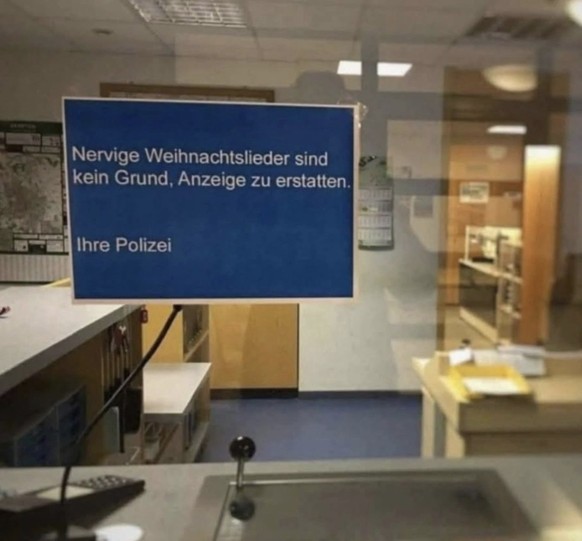 Nervige Weihnachtslieder sind
kein Grund, Anzeige zu erstatten.
Ihre Polizei